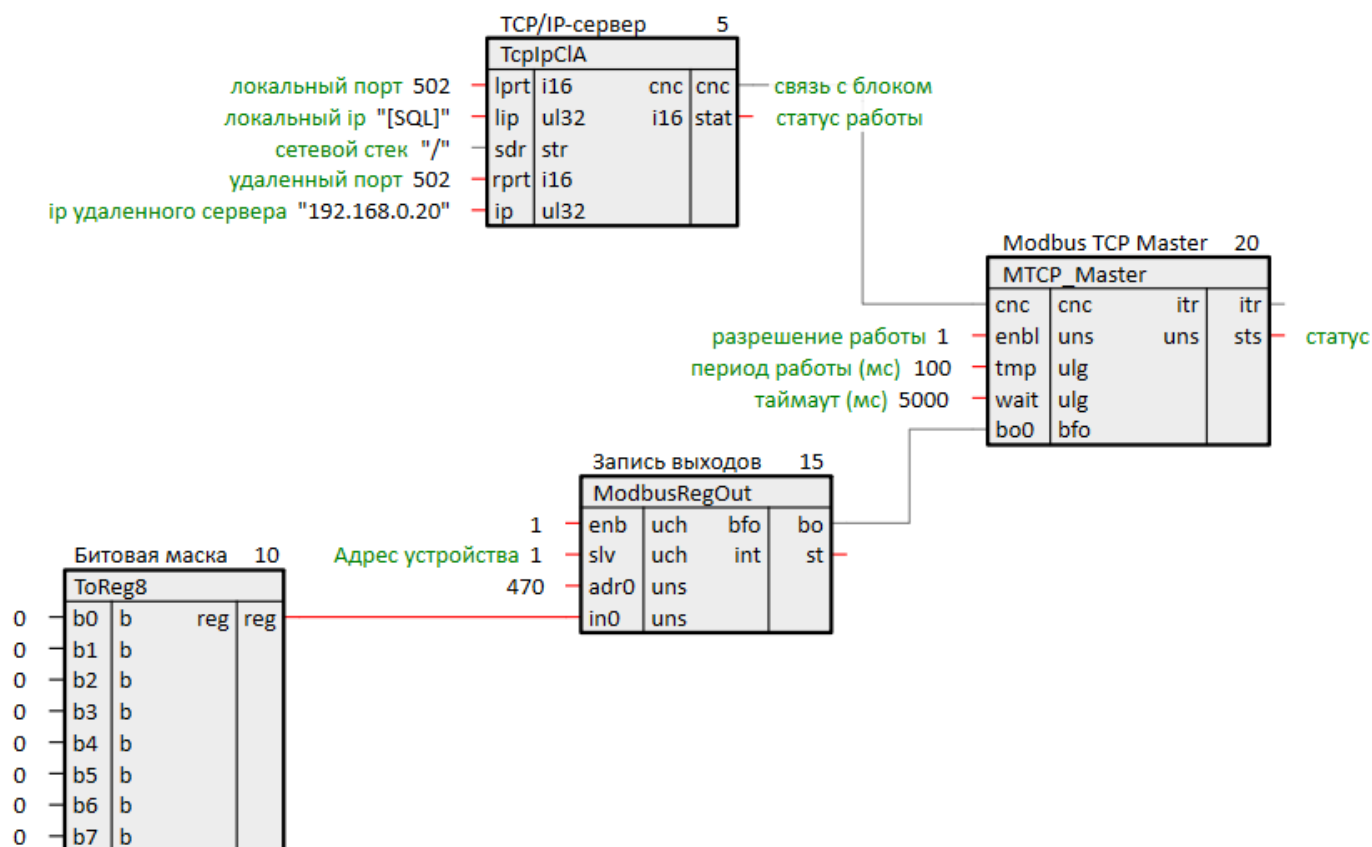 TCP/IP-сервер 5
TcpIpClA
локальный порт 502 lprt i16 cnc cnc связь с блоком
локальный ip "[SQL]" lip ul32 i16 stat статус работы
сетевой стек "/" sdr str
удаленный порт 502 rprt i16
ip удаленного сервера "192.168.0.20" ip ul32
Modbus TCP Master 20
MTCP_Master
cnc cnc itr itr
разрешение работы 1 enbl uns uns sts статус
период работы (мс) 100 tmp ulg
таймаут (мс) 5000 wait ulg
bo0 bfo
Запись выходов 15
ModbusRegOut
1 enb uch bfo bo
Адрес устройства 1 slv uch int st
470 adr0 uns
in0 uns
Битовая маска 10
ToReg8
0 b0 b reg reg
0 b1 b
0 b2 b
0 b3 b
0 b4 b
0 b5 b
0 b6 b
0 b7 b